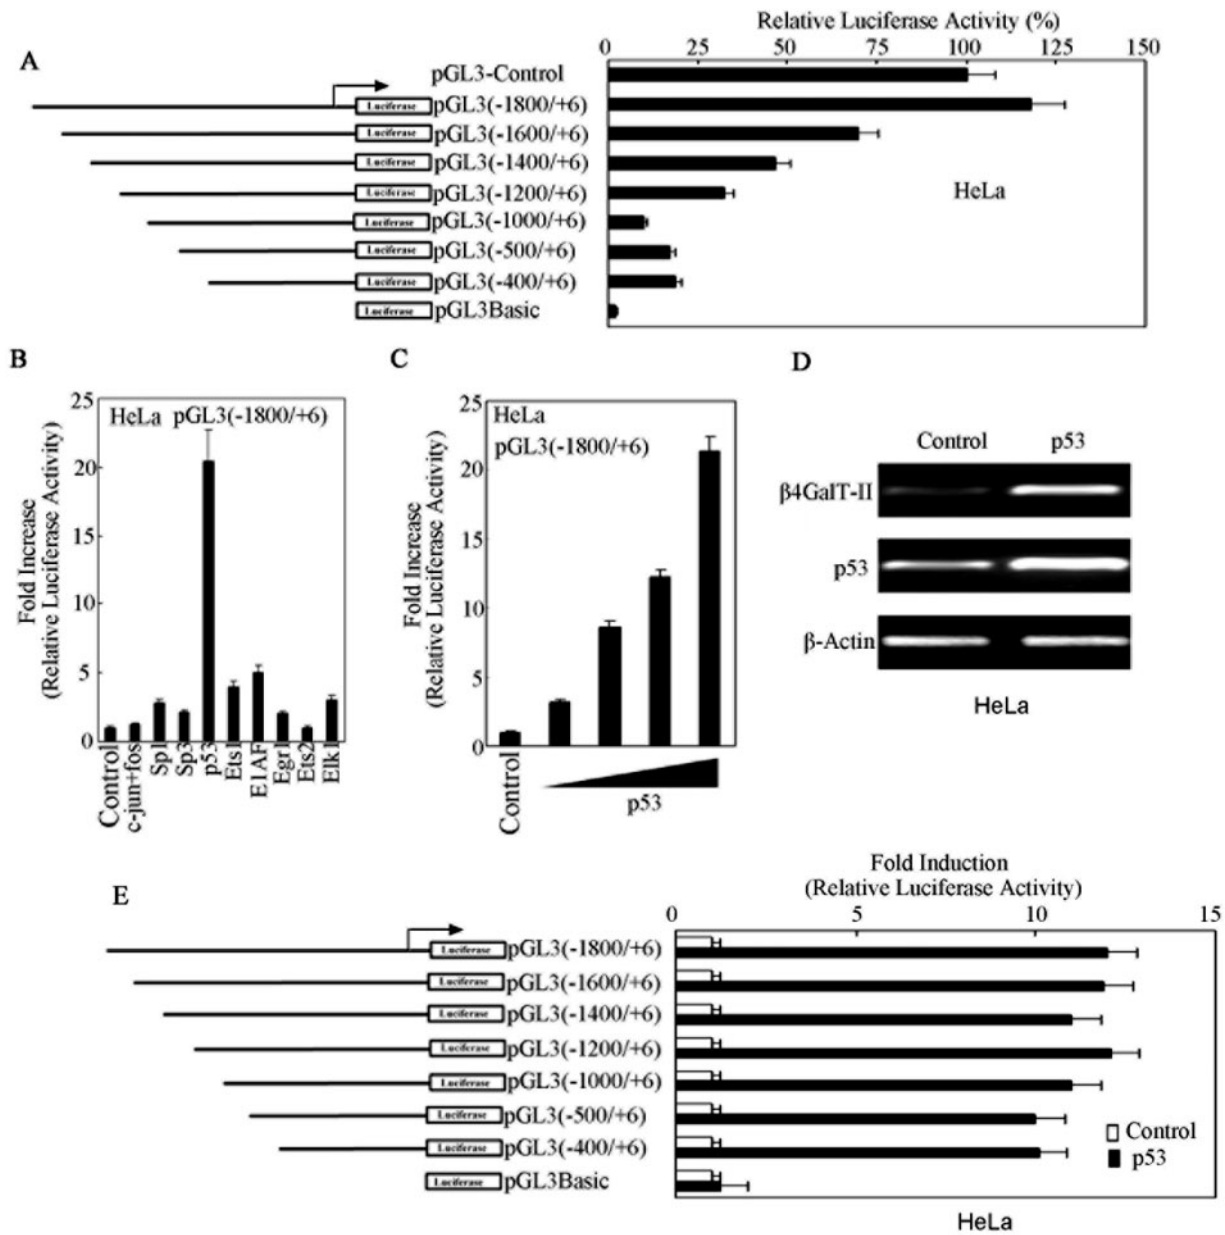 A
Relative Luciferase Activity (%)
0 25 50 75 100 125 150
pGL3-Control
Luciferase pGL3(-1800/+6)
Luciferase pGL3(-1600/+6)
Luciferase pGL3(-1400/+6)
Luciferase pGL3(-1200/+6)
Luciferase pGL3(-1000/+6)
Luciferase pGL3(-500/+6)
Luciferase pGL3(-400/+6)
Luciferase pGL3Basic
HeLa
B
Fold Increase
(Relative Luciferase Activity)
25
20
15
10
5
0
HeLa pGL3(-1800/+6)
Control
c-jun+fos
Sp1
Sp3
p53
Ets1
E1AF
Egr1
Ets2
Elk1
C
Fold Increase
(Relative Luciferase Activity)
25
20
15
10
5
0
HeLa
pGL3(-1800/+6)
Control
p53
D
Control p53
β4GalT-II
p53
β-Actin
HeLa
E
Fold Induction
(Relative Luciferase Activity)
0 5 10 15
Luciferase pGL3(-1800/+6)
Luciferase pGL3(-1600/+6)
Luciferase pGL3(-1400/+6)
Luciferase pGL3(-1200/+6)
Luciferase pGL3(-1000/+6)
Luciferase pGL3(-500/+6)
Luciferase pGL3(-400/+6)
Luciferase pGL3Basic
Control
p53
HeLa